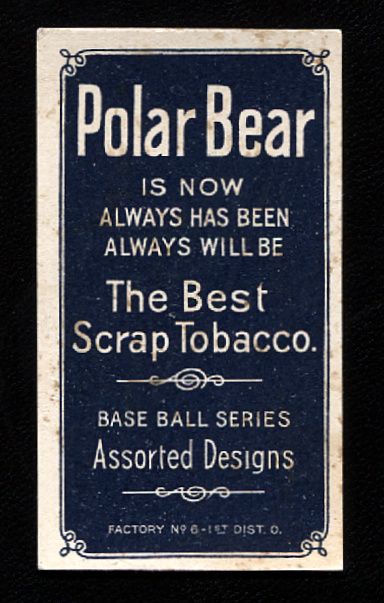 Polar Bear
IS NOW
ALWAYS HAS BEEN
ALWAYS WILL BE
The Best
Scrap Tobacco.
BASE BALL SERIES
Assorted Designs
FACTORY Nº 6-1ST DIST. O.